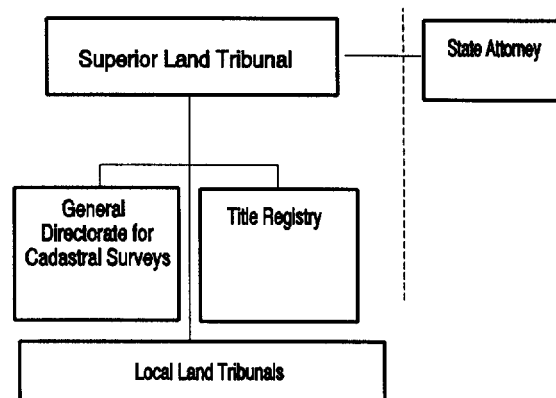 Superior Land Tribunal
State Attorney
General
Directorate for
Cadastral Surveys
Title Registry
Local Land Tribunals